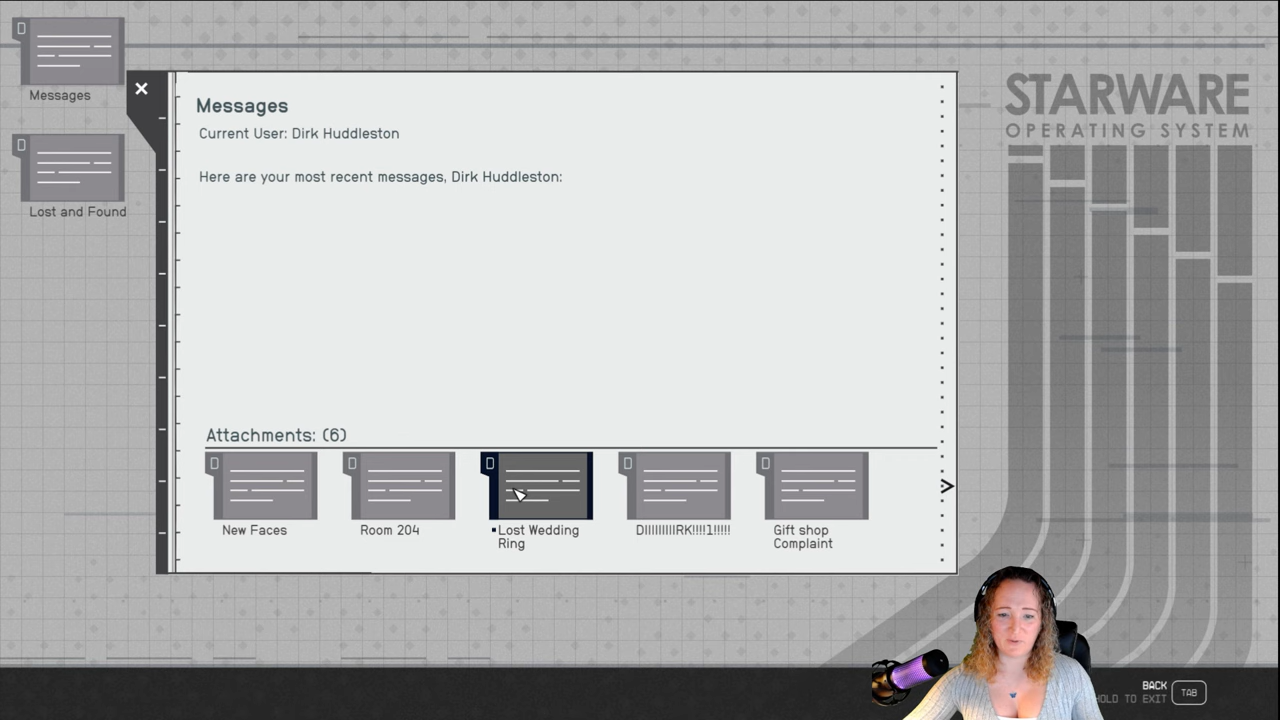 Messages
Lost and Found
Messages
Current User: Dirk Huddleston
Here are your most recent messages, Dirk Huddleston:
Attachments: (6)
New Faces
Room 204
Lost Wedding
Ring
DIIIIIIIIIRK!!!!1!!!!!
Gift shop
Complaint
STARWARE
OPERATING SYSTEM
BACK
HOLD TO EXIT
TAB